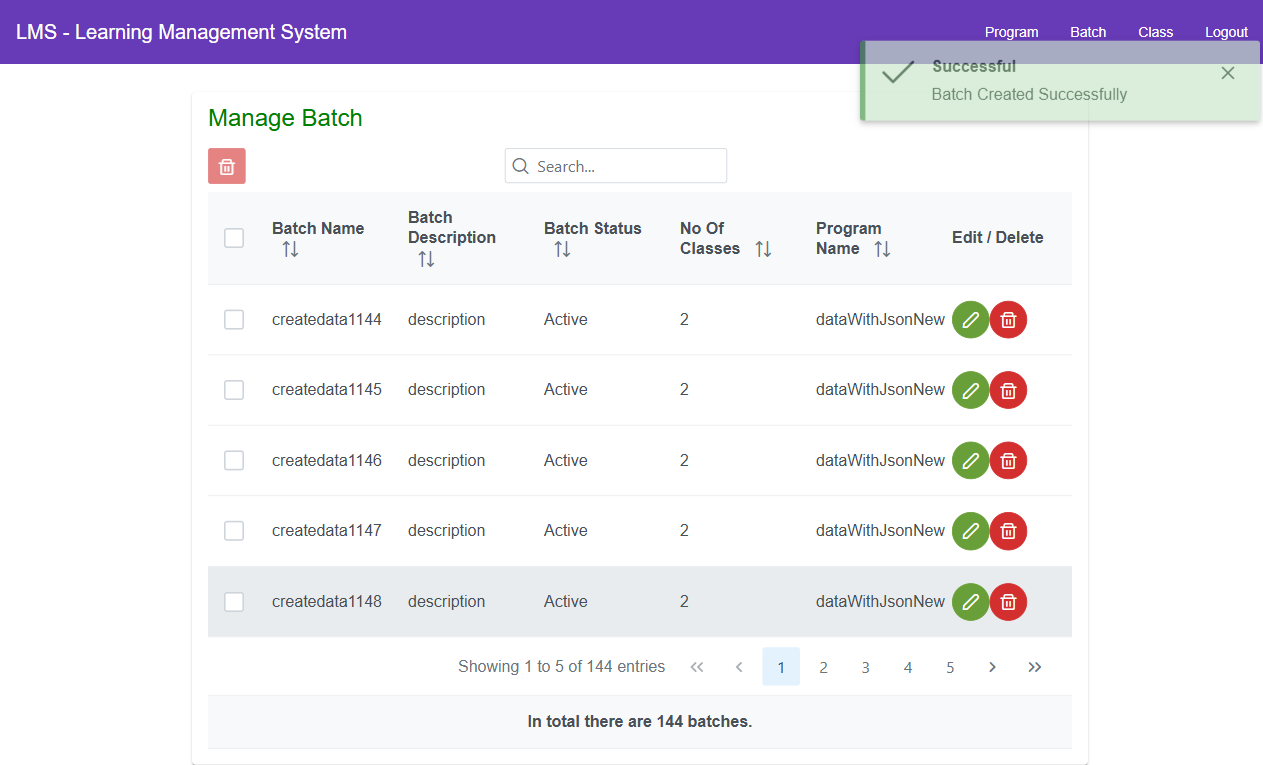 LMS - Learning Management System
Program Batch Class Logout
Successful
Batch Created Successfully
Manage Batch
Search...
Batch Name
Batch Description
Batch Status
No Of Classes
Program Name
Edit / Delete
createdata1144 description Active 2 dataWithJsonNew
createdata1145 description Active 2 dataWithJsonNew
createdata1146 description Active 2 dataWithJsonNew
createdata1147 description Active 2 dataWithJsonNew
createdata1148 description Active 2 dataWithJsonNew
Showing 1 to 5 of 144 entries << < 1 2 3 4 5 > >>
In total there are 144 batches.